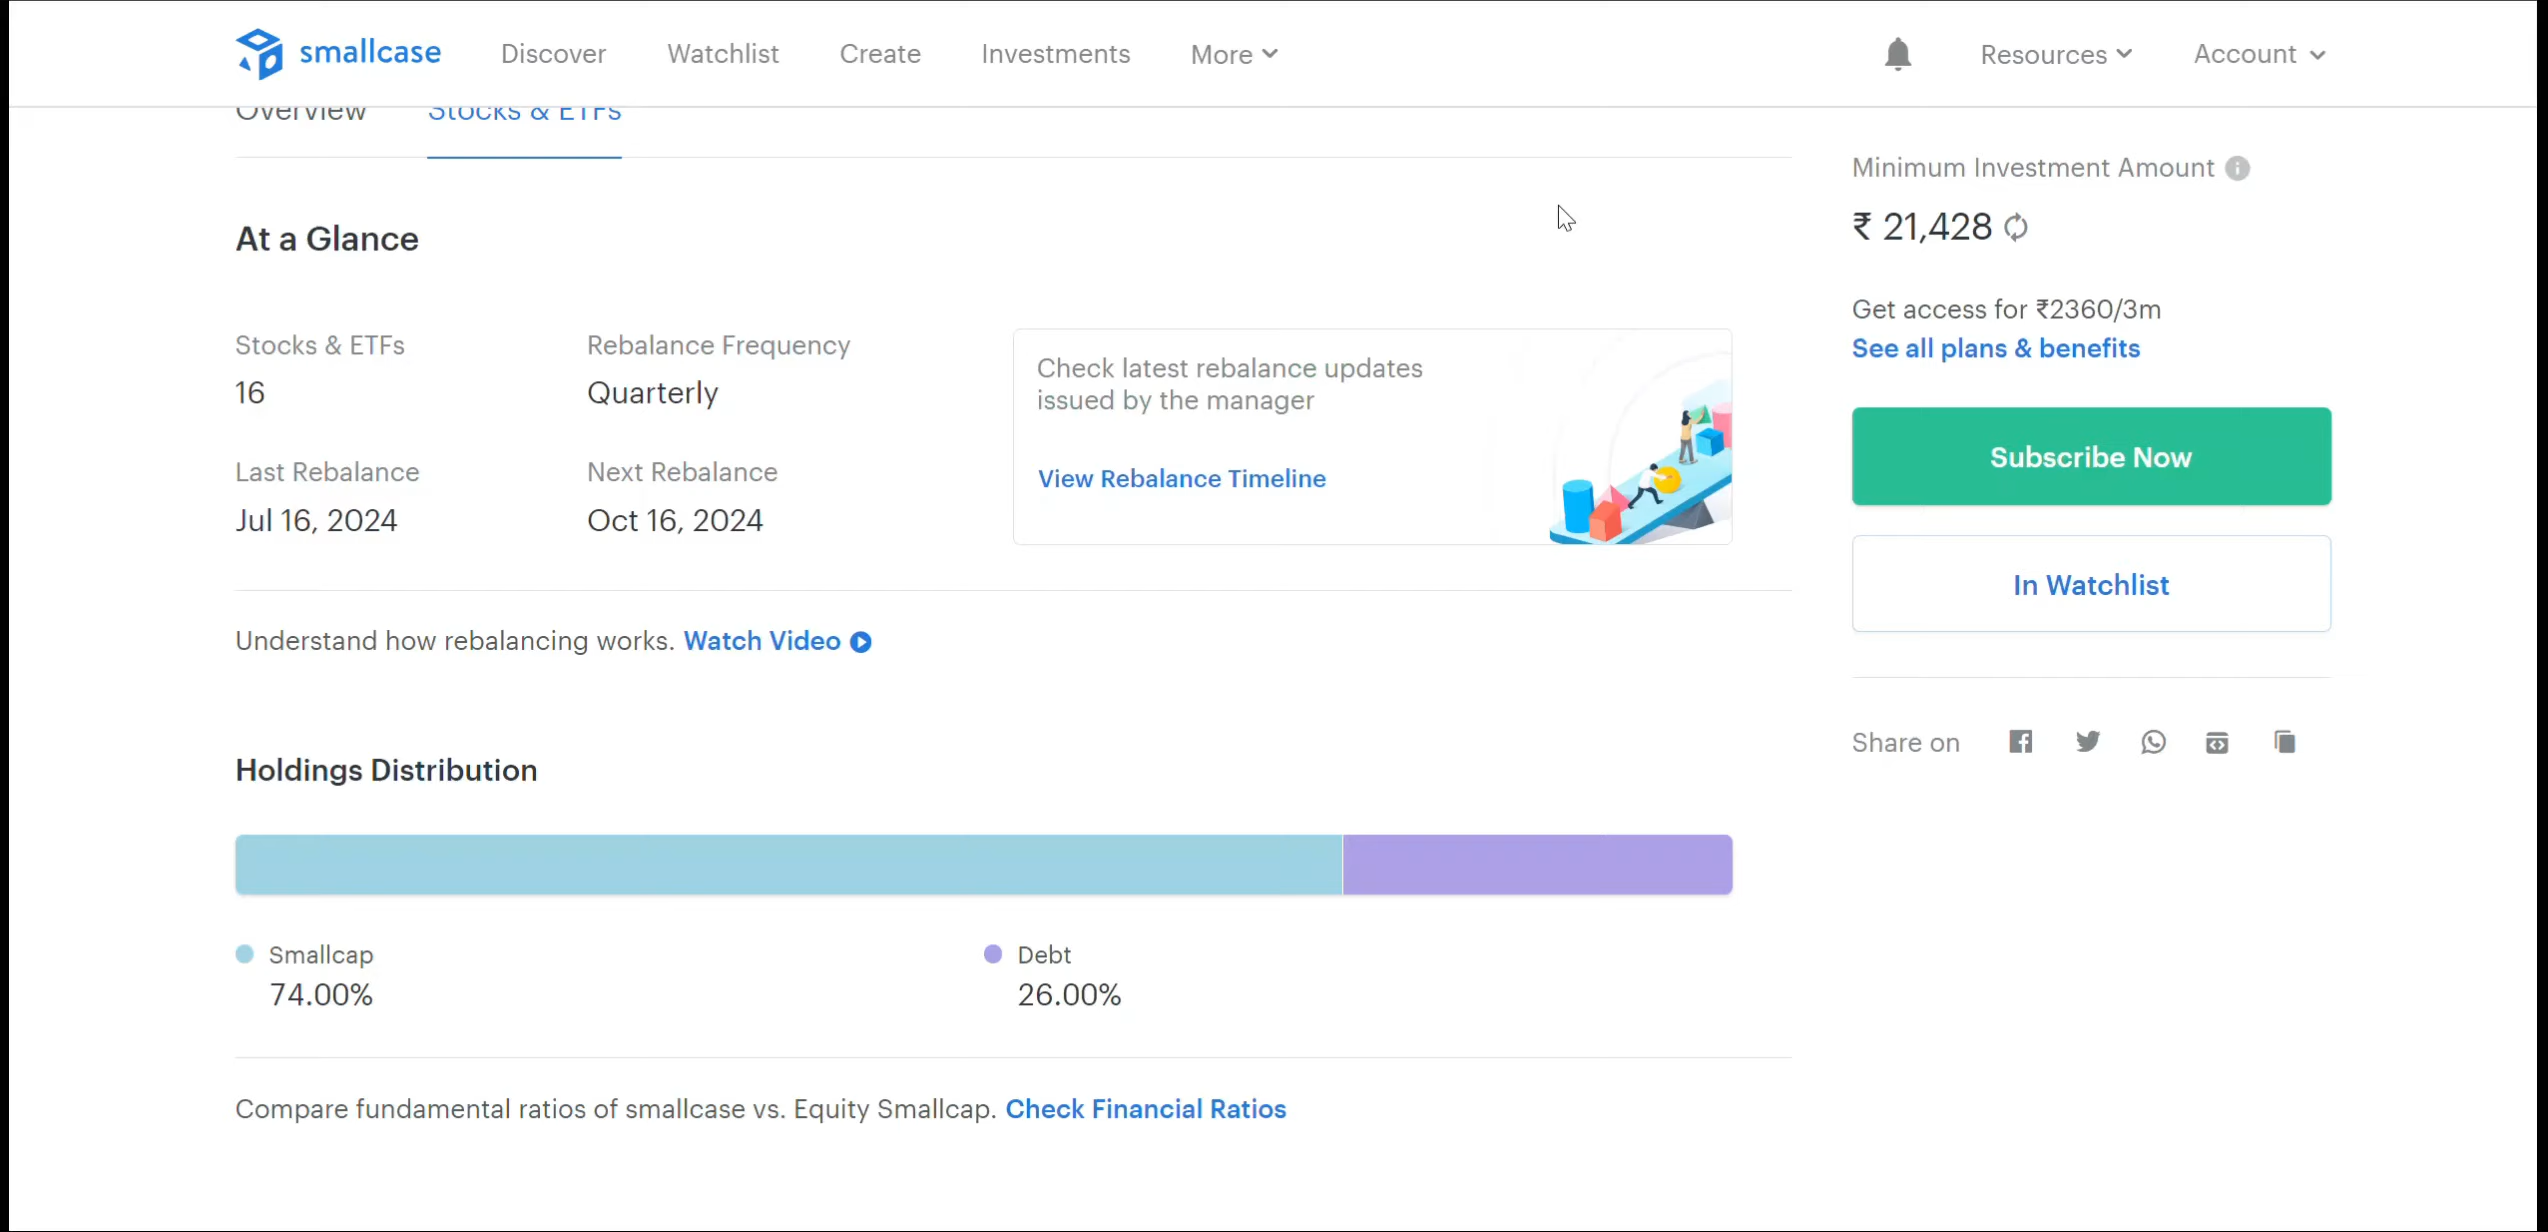 smallcase Discover Watchlist Create Investments More Resources Account
Overview Stocks & ETFs
Minimum Investment Amount
₹ 21,428
At a Glance
Get access for ₹2360/3m
See all plans & benefits
Stocks & ETFs Rebalance Frequency
16 Quarterly
Check latest rebalance updates
issued by the manager
Subscribe Now
Last Rebalance Next Rebalance
Jul 16, 2024 Oct 16, 2024
View Rebalance Timeline
In Watchlist
Understand how rebalancing works. Watch Video
Share on
Holdings Distribution
Smallcap Debt
74.00% 26.00%
Compare fundamental ratios of smallcase vs. Equity Smallcap. Check Financial Ratios